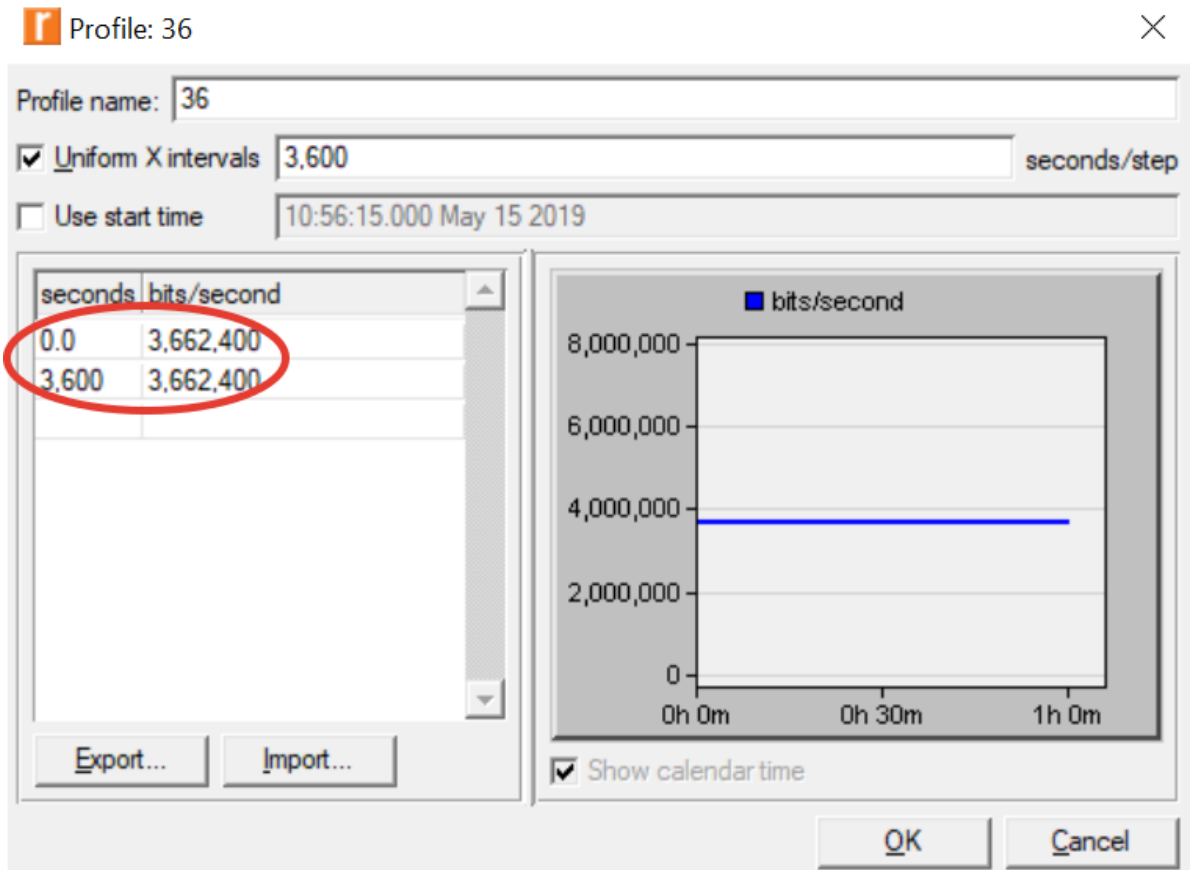 Profile: 36
Profile name: 36
Uniform X intervals 3,600 seconds/step
Use start time 10:56:15.000 May 15 2019
seconds bits/second
0.0 3,662,400
3,600 3,662,400
Export... Import...
bits/second
8,000,000
6,000,000
4,000,000
2,000,000
0
0h 0m 0h 30m 1h 0m
Show calendar time
OK Cancel